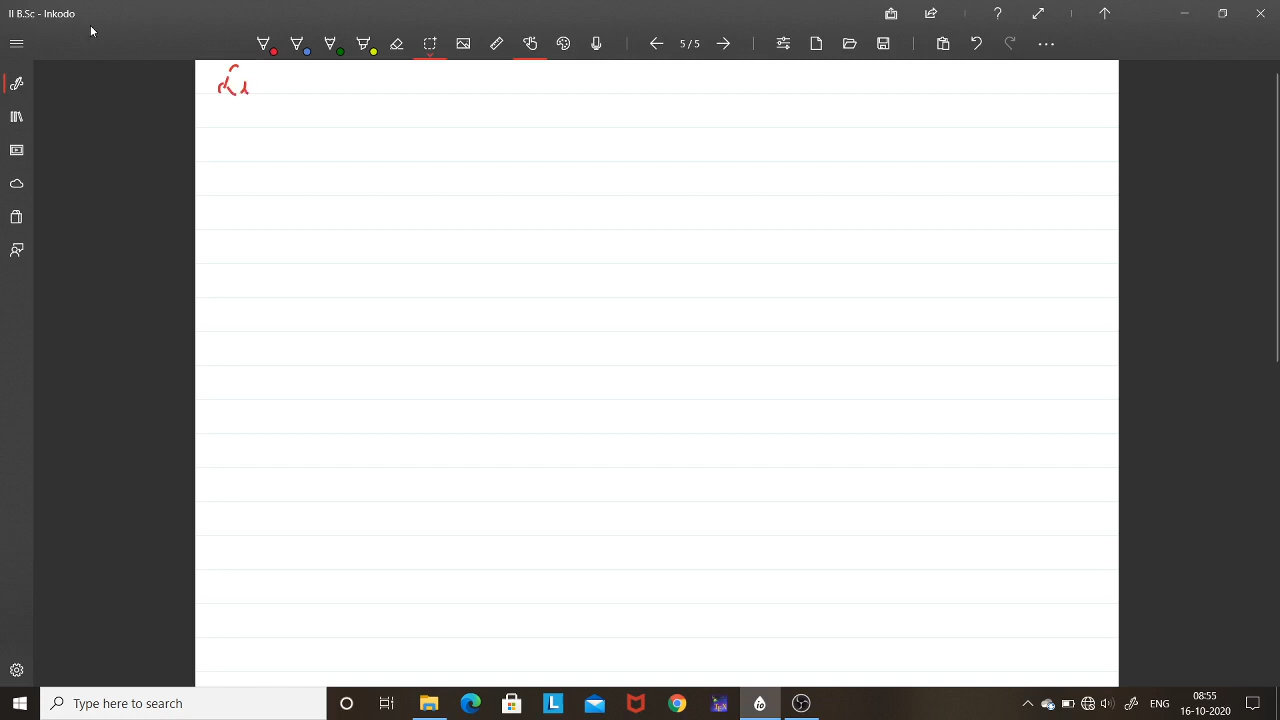 II B.Sc - Inkodo
5/5
Type here to search
ENG
08:55
16-10-2020